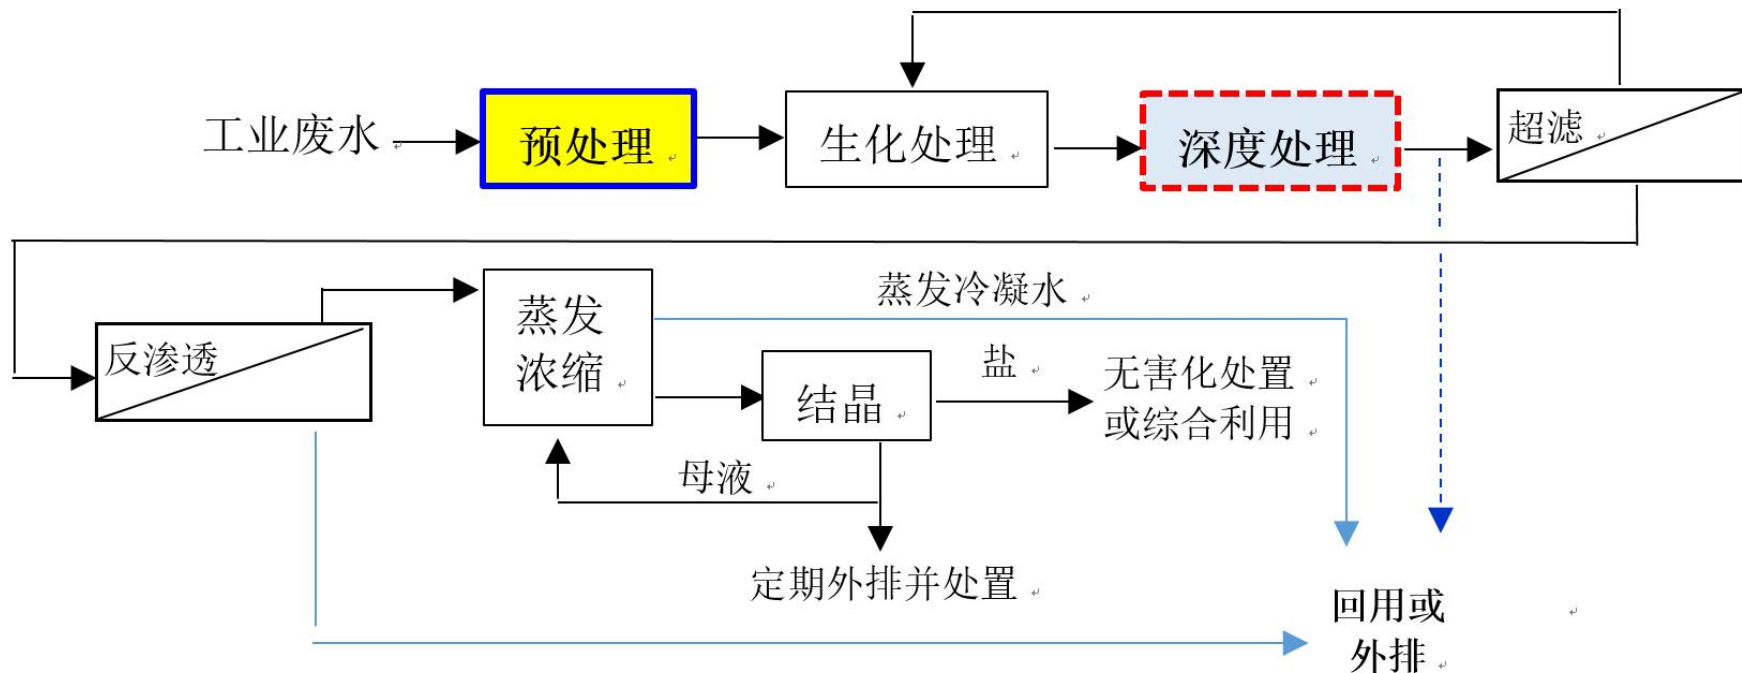 工业废水
预处理
生化处理
深度处理
超滤
反渗透
蒸发
浓缩
蒸发冷凝水
结晶
盐
无害化处置
或综合利用
母液
定期外排并处置
回用或
外排